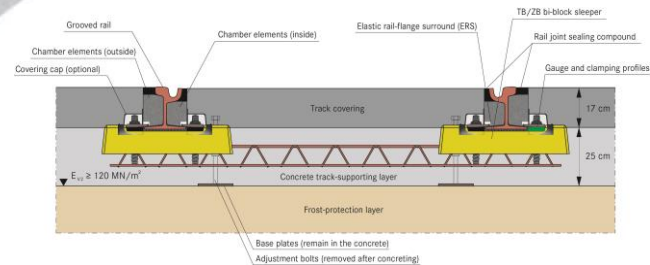 TB/ZB bi-block sleeper
Grooved rail
Elastic rail-flange surround (ERS)
Chamber elements (inside)
Rail joint sealing compound
Chamber elements (outside)
Covering cap (optional)
Gauge and clamping profiles
Track covering
17 cm
25 cm
Concrete track-supporting layer
Ev2 ≥ 120 MN/m²
Frost-protection layer
Base plates (remain in the concrete)
Adjustment bolts (removed after concreting)